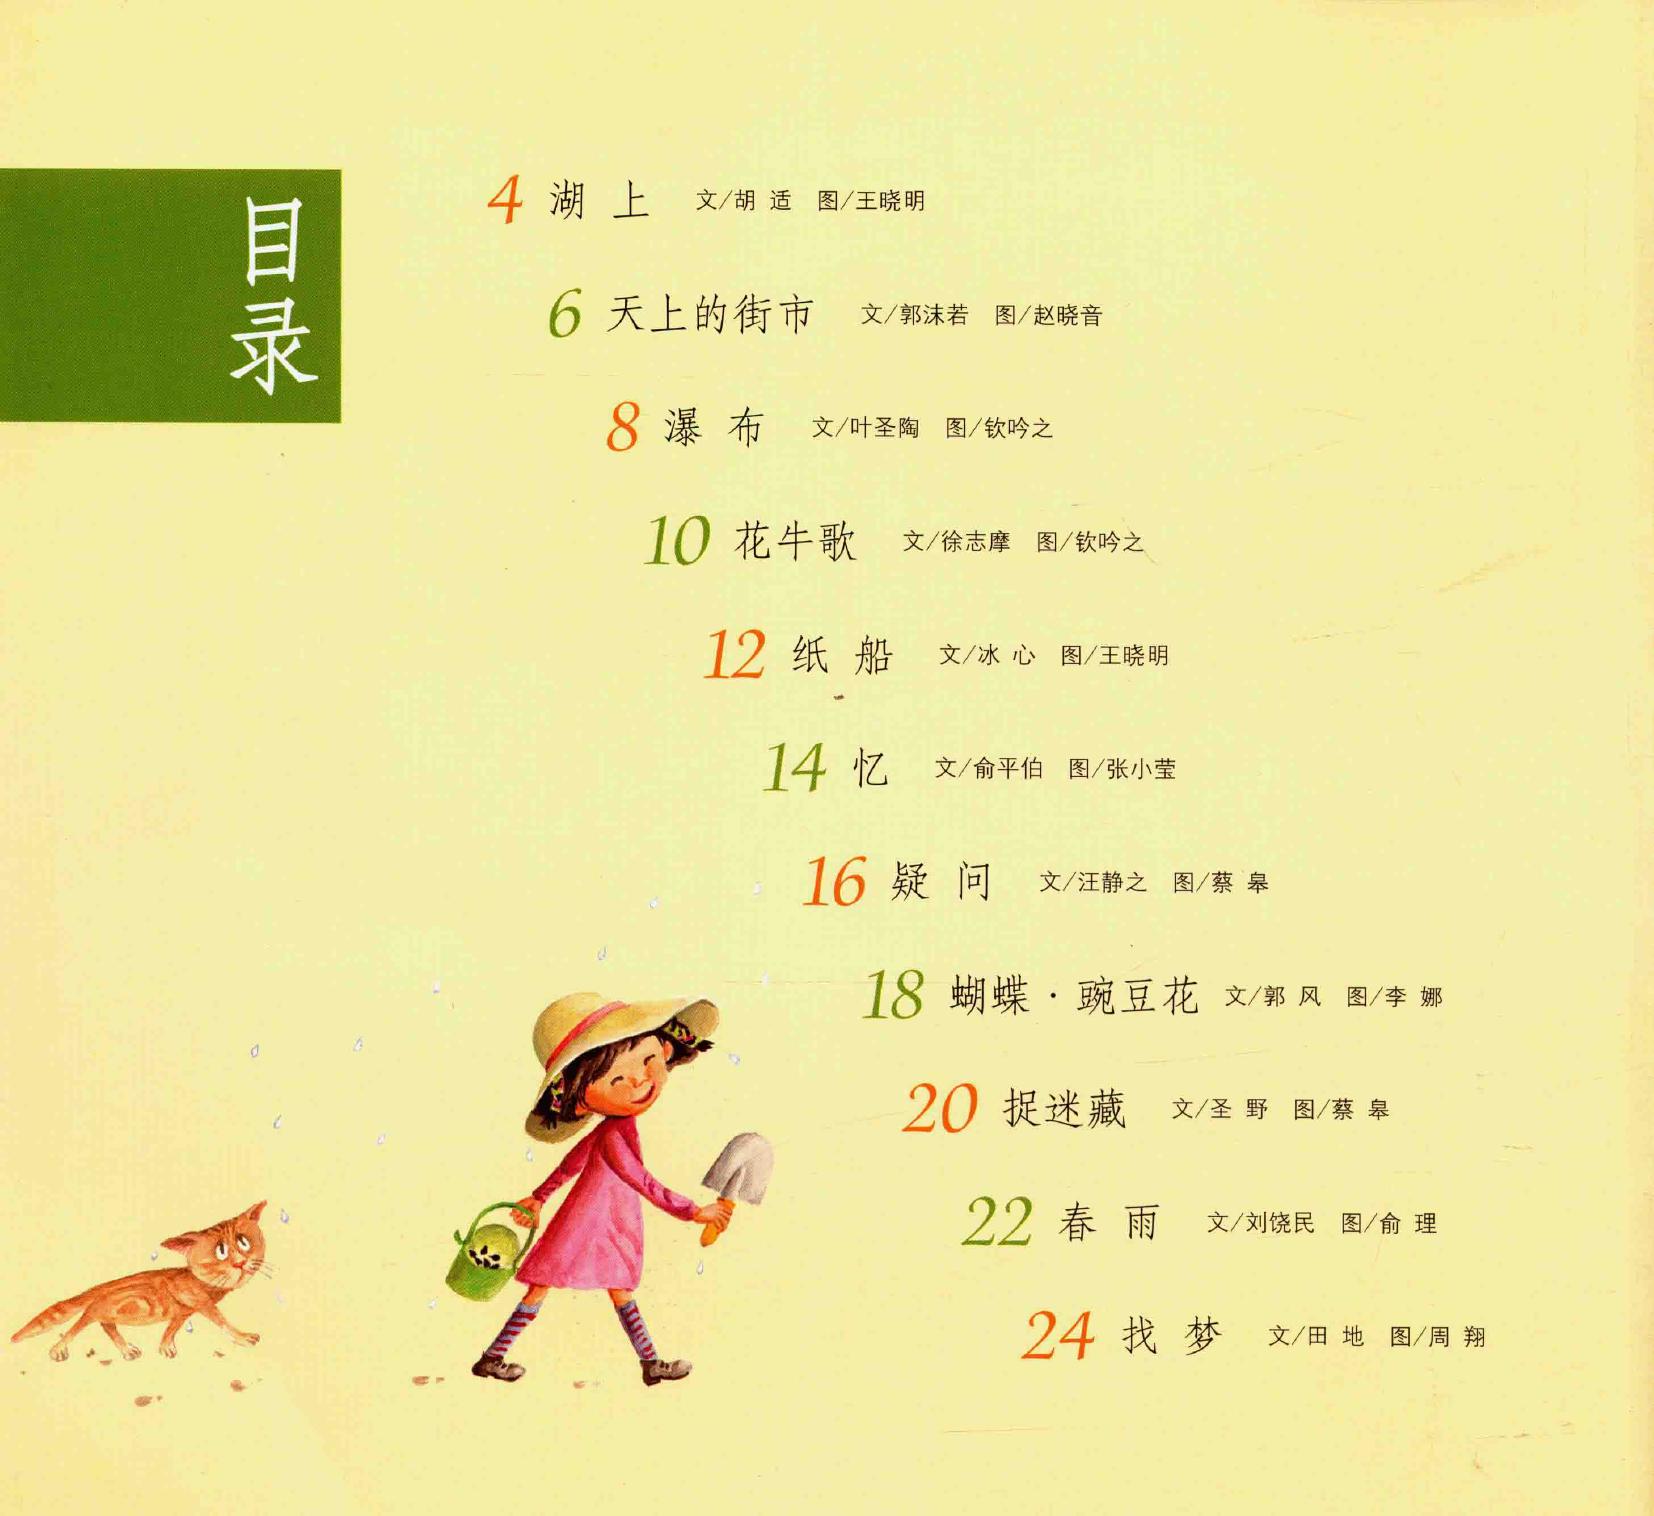 目录
4 湖 上 文/胡 适 图/王晓明
6 天上的街市 文/郭沫若 图/赵晓音
8 瀑 布 文/叶圣陶 图/钦吟之
10 花牛歌 文/徐志摩 图/钦吟之
12 纸 船 文/冰 心 图/王晓明
14 忆 文/俞平伯 图/张小莹
16 疑 问 文/汪静之 图/蔡 皋
18 蝴蝶·豌豆花 文/郭 风 图/李 娜
20 捉迷藏 文/圣 野 图/蔡 皋
22 春 雨 文/刘饶民 图/俞 理
24 找 梦 文/田 地 图/周 翔